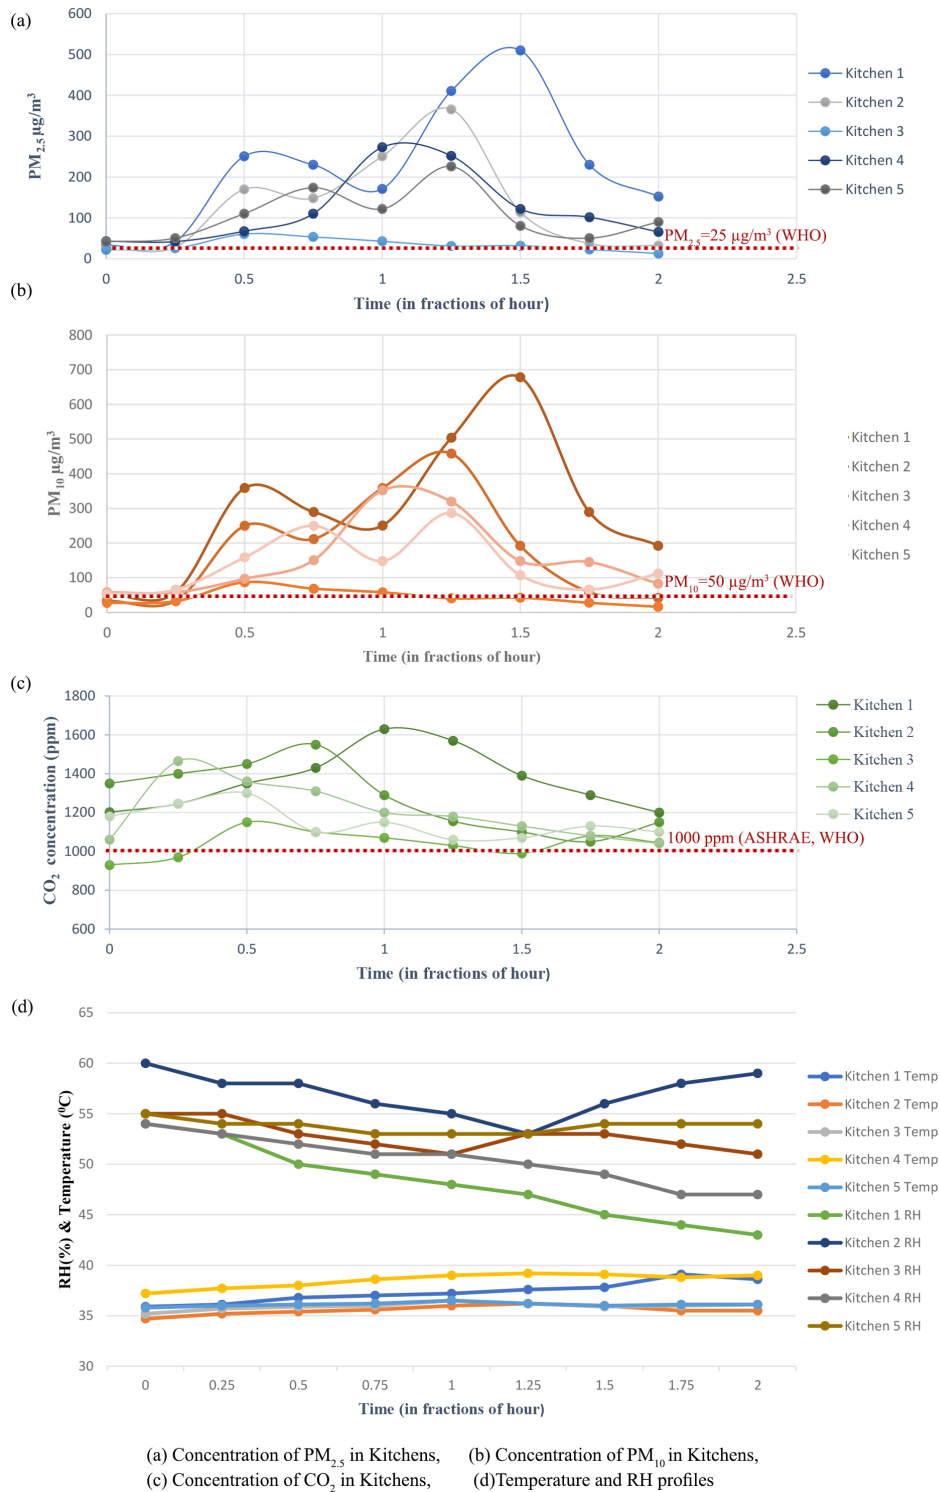 (a)
600
500
400
300
200
100
0
PM2.5 µg/m³
Kitchen 1
Kitchen 2
Kitchen 3
Kitchen 4
Kitchen 5
PM2.5=25 µg/m³ (WHO)
0 0.5 1 1.5 2 2.5
Time (in fractions of hour)
(b)
800
700
600
500
400
300
200
100
0
PM10 µg/m³
Kitchen 1
Kitchen 2
Kitchen 3
Kitchen 4
Kitchen 5
PM10=50 µg/m³ (WHO)
0 0.5 1 1.5 2 2.5
Time (in fractions of hour)
(c)
1800
1600
1400
1200
1000
800
600
CO2 concentration (ppm)
Kitchen 1
Kitchen 2
Kitchen 3
Kitchen 4
Kitchen 5
1000 ppm (ASHRAE, WHO)
0 0.5 1 1.5 2 2.5
Time (in fractions of hour)
(d)
65
60
55
50
45
40
35
30
RH(%) & Temperature (⁰C)
Kitchen 1 Temp
Kitchen 2 Temp
Kitchen 3 Temp
Kitchen 4 Temp
Kitchen 5 Temp
Kitchen 1 RH
Kitchen 2 RH
Kitchen 3 RH
Kitchen 4 RH
Kitchen 5 RH
0 0.25 0.5 0.75 1 1.25 1.5 1.75 2
Time (in fractions of hour)
(a) Concentration of PM2.5 in Kitchens, (b) Concentration of PM10 in Kitchens,
(c) Concentration of CO2 in Kitchens, (d)Temperature and RH profiles